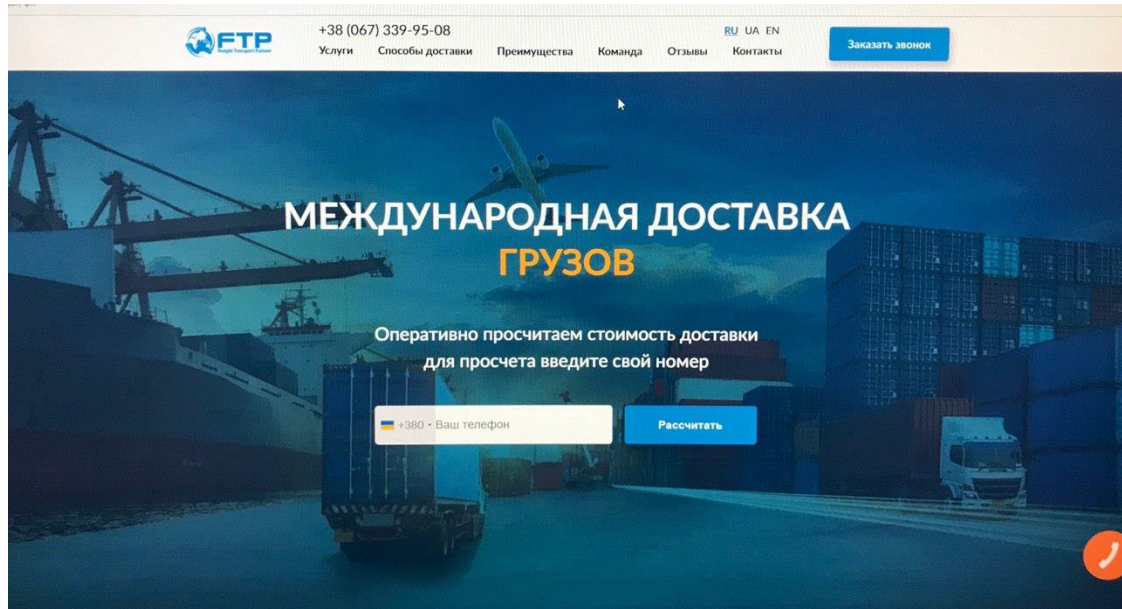 +38 (067) 339-95-08
RU UA EN
FTP
Услуги Способы доставки Преимущества Команда Отзывы Контакты
Заказать звонок
МЕЖДУНАРОДНАЯ ДОСТАВКА
ГРУЗОВ
Оперативно просчитаем стоимость доставки
для просчета введите свой номер
+380 Ваш телефон
Рассчитать